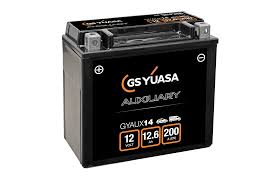 GS YUASA
AUXILIARY
GYAUX14
12 12.6 200
VOLT Ah A (EN)